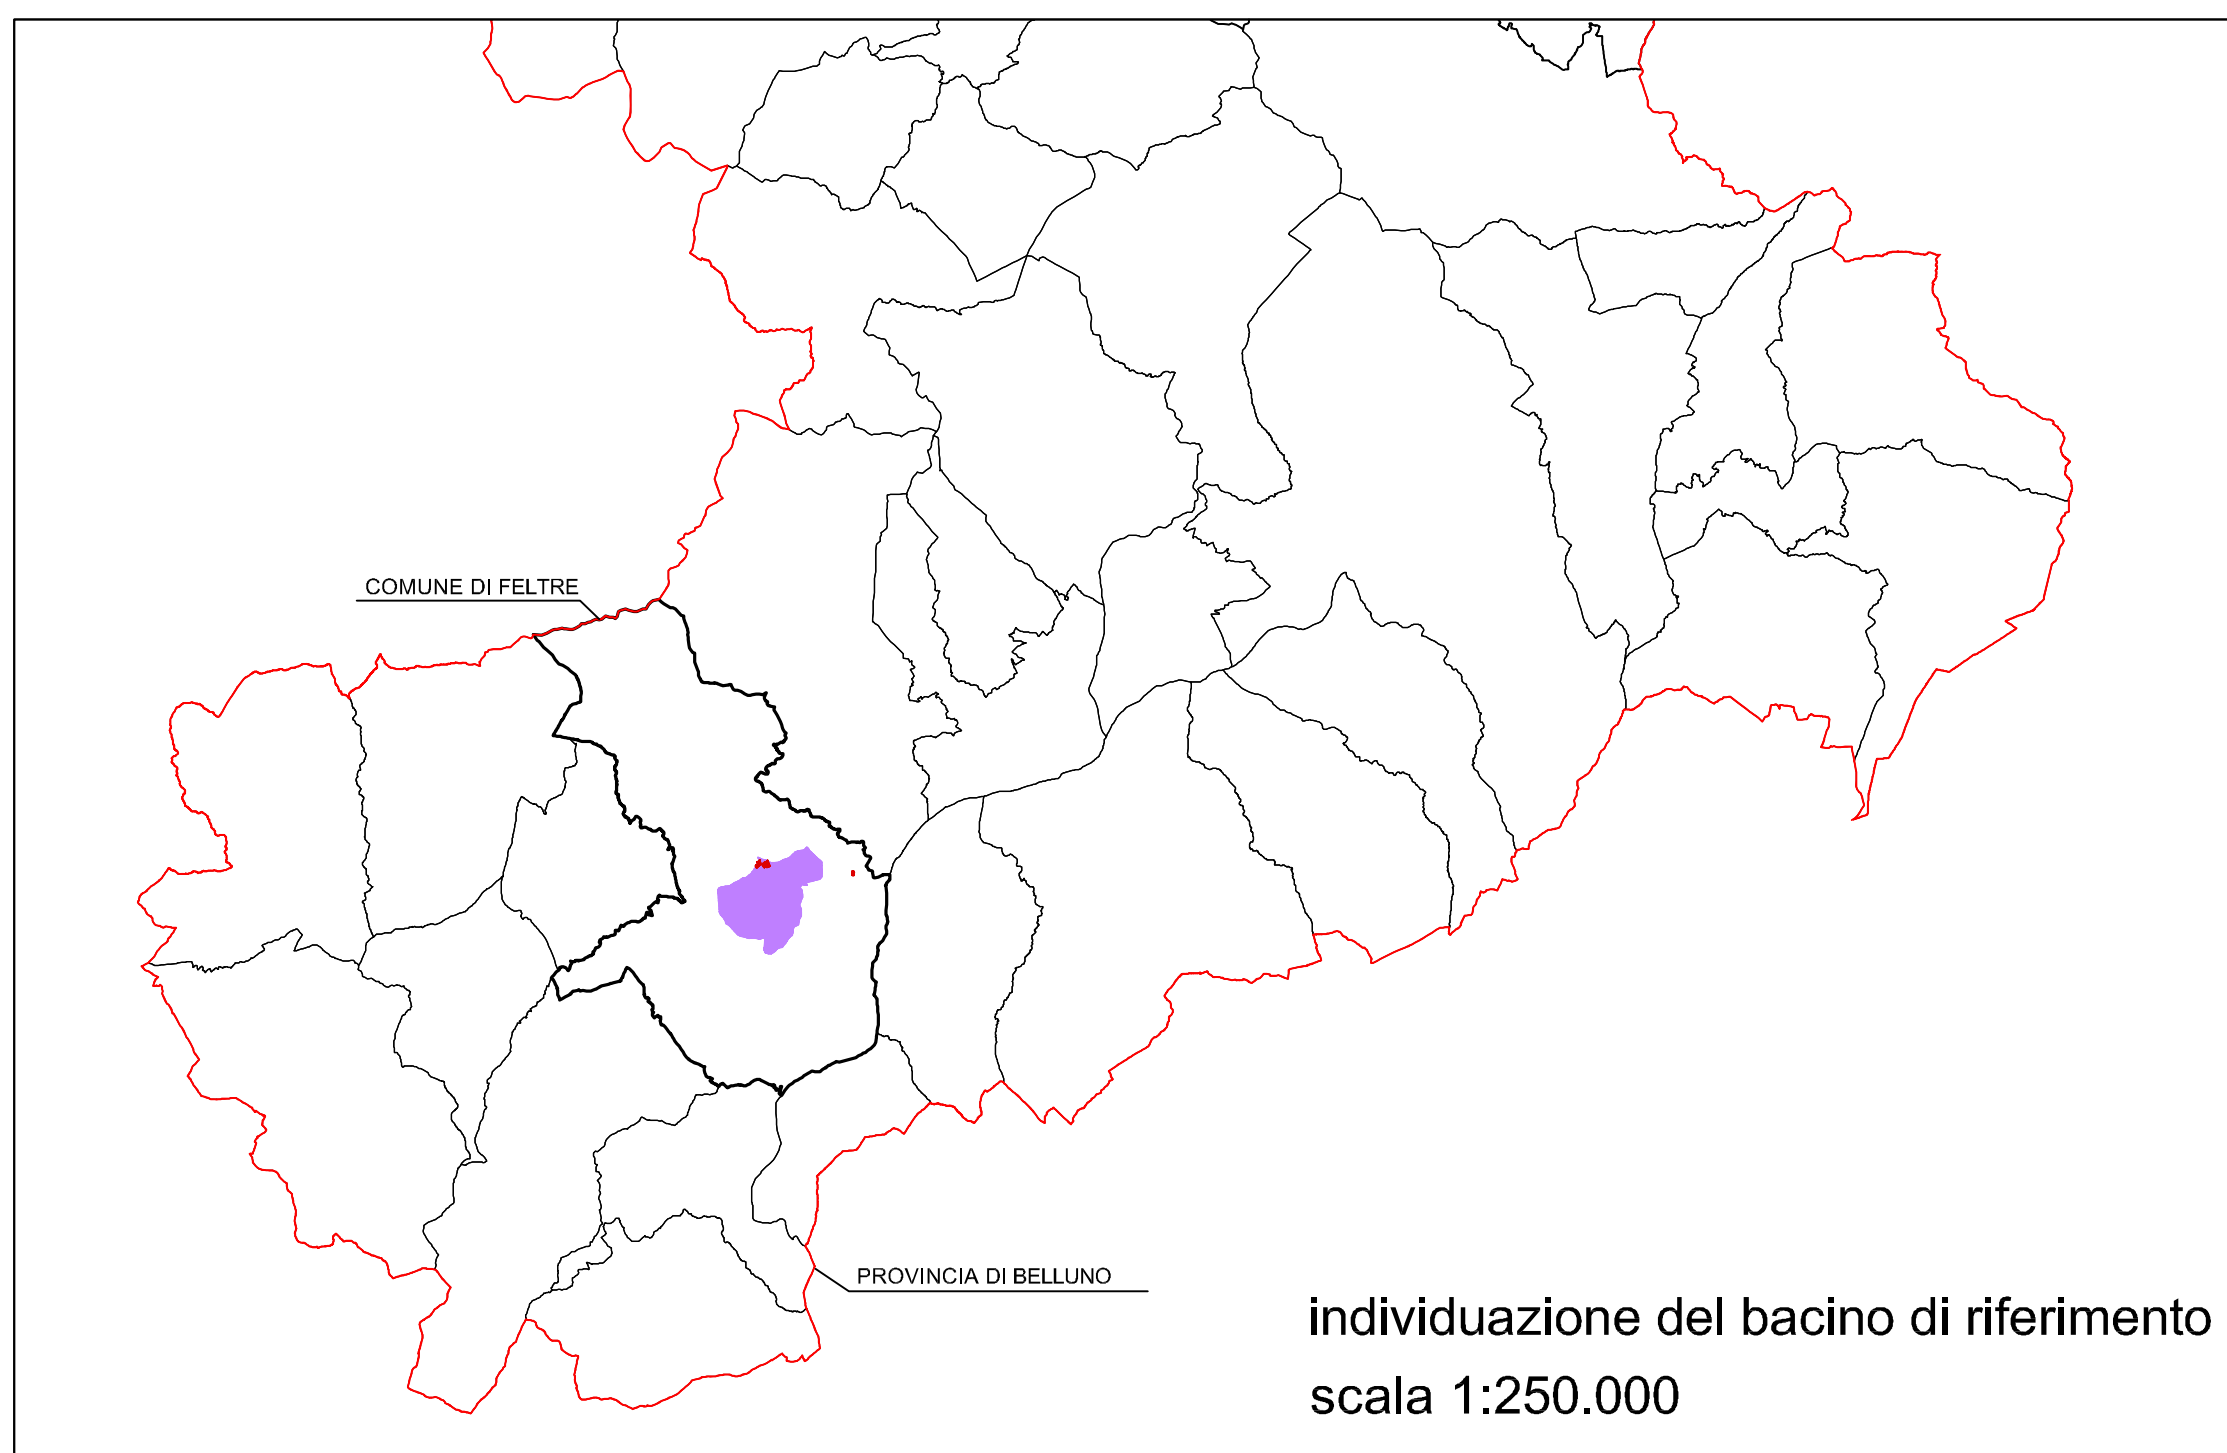 COMUNE DI FELTRE
PROVINCIA DI BELLUNO
individuazione del bacino di riferimento
scala 1:250.000